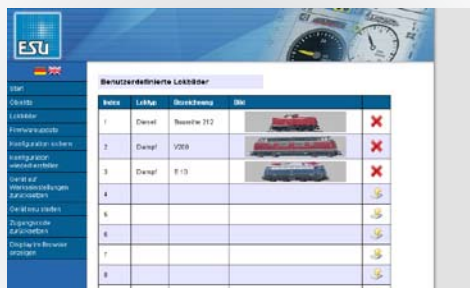 ESU
Start
Objekte
Lokbilder
Firmwareupdate
Konfiguration sichern
Konfiguration
wiederherstellen
Gerät auf
Werkseinstellungen
zurücksetzen
Gerät neu starten
Zugangscode
zurücksetzen
Display im Browser
anzeigen
Benutzerdefinierte Lokbilder
Index Loktyp Bezeichnung Bild
1 Diesel Baureihe 212
2 Dampf V200
3 Dampf E 10
4
5
6
7
8